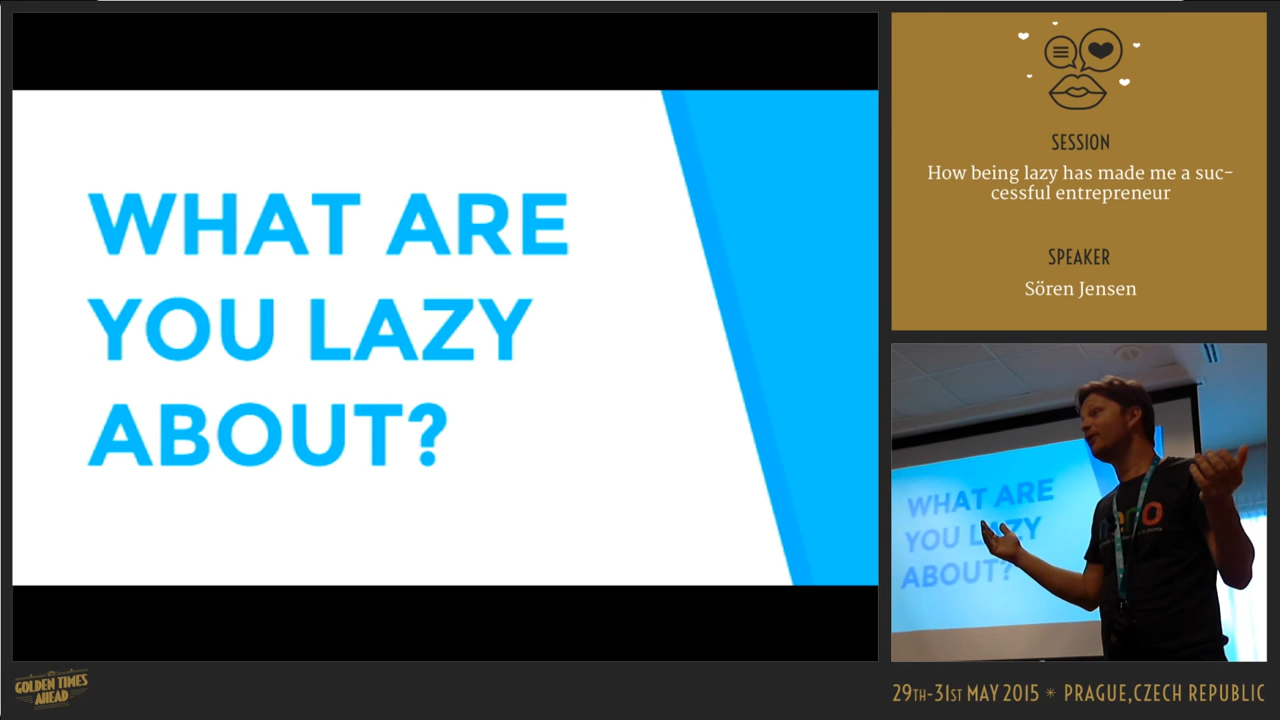 WHAT ARE
YOU LAZY
ABOUT?
SESSION
How being lazy has made me a suc-
cessful entrepreneur
SPEAKER
Sören Jensen
WHAT ARE
YOU LAZY
ABOUT?
GOLDEN TIMES
AHEAD
29TH-31ST MAY 2015 * PRAGUE,CZECH REPUBLIC